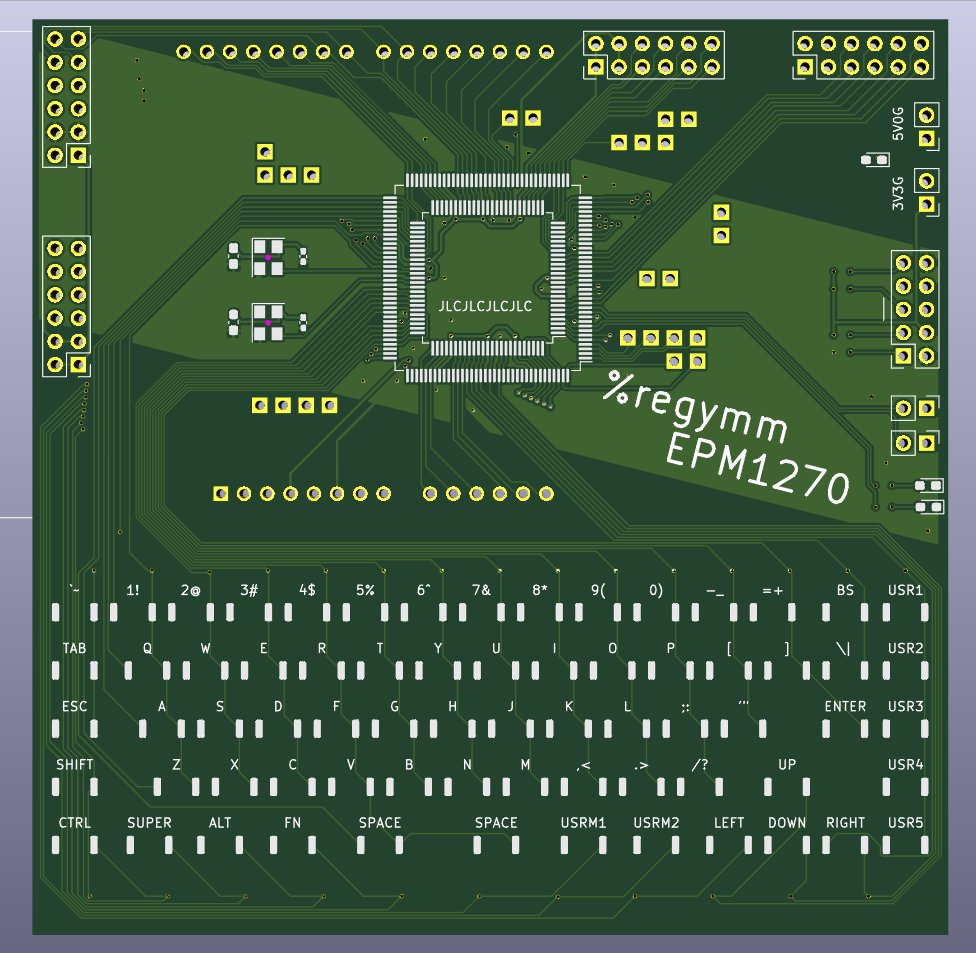 5V0G
3V3G
JLCJLCJLCJLC
%regymm
EPM1270
`~ 1! 2@ 3# 4$ 5% 6^ 7& 8* 9( 0) -_ =+ BS USR1
TAB Q W E R T Y U I O P [ ] \| USR2
ESC A S D F G H J K L ;: '" ENTER USR3
SHIFT Z X C V B N M ,< .> /? UP USR4
CTRL SUPER ALT FN SPACE SPACE USRM1 USRM2 LEFT DOWN RIGHT USR5